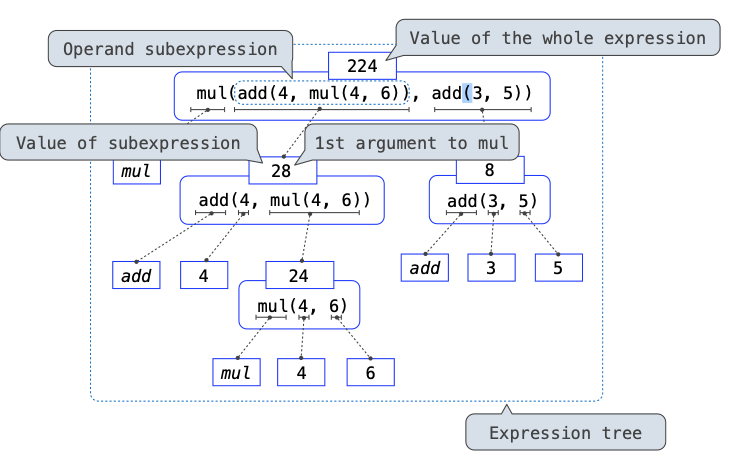 Operand subexpression
Value of the whole expression
224
mul(add(4, mul(4, 6)), add(3, 5))
Value of subexpression
1st argument to mul
mul
28
8
add(4, mul(4, 6))
add(3, 5)
add
4
24
add
3
5
mul(4, 6)
mul
4
6
Expression tree